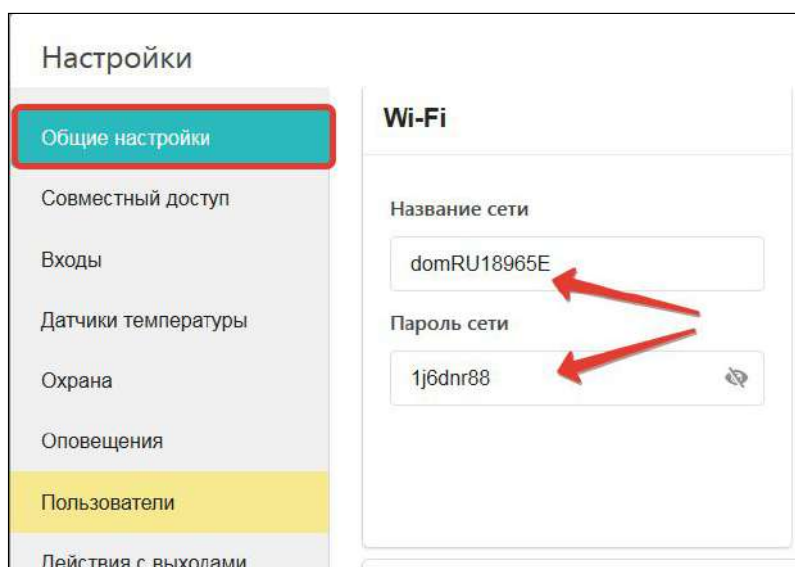 Настройки
Общие настройки
Совместный доступ
Входы
Датчики температуры
Охрана
Оповещения
Пользователи
Действия с выходами
Wi-Fi
Название сети
domRU18965E
Пароль сети
1j6dnr88